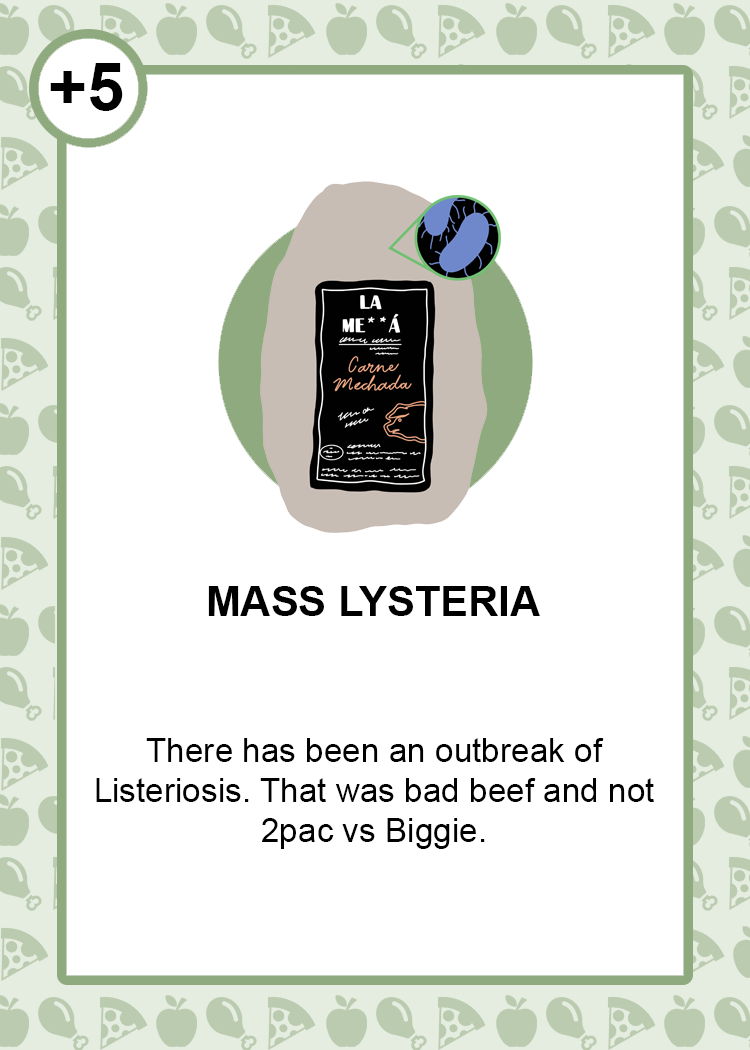 +5
LA
ME**Á
Carne
Mechada
MASS LYSTERIA
There has been an outbreak of
Listeriosis. That was bad beef and not
2pac vs Biggie.